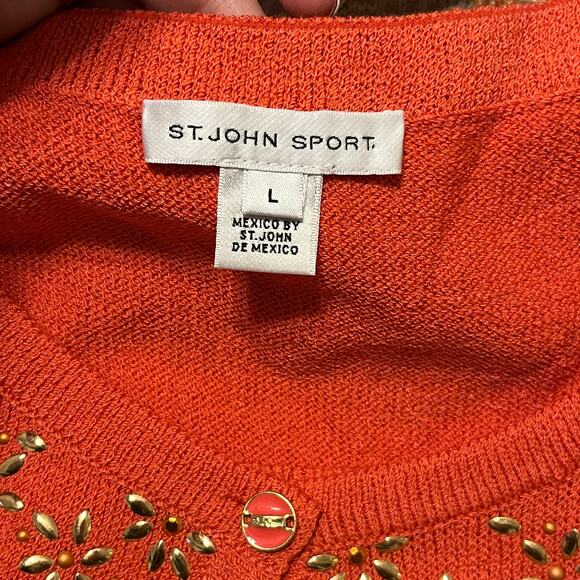 ST. JOHN SPORT.
L
MEXICO BY
ST. JOHN
DE MEXICO